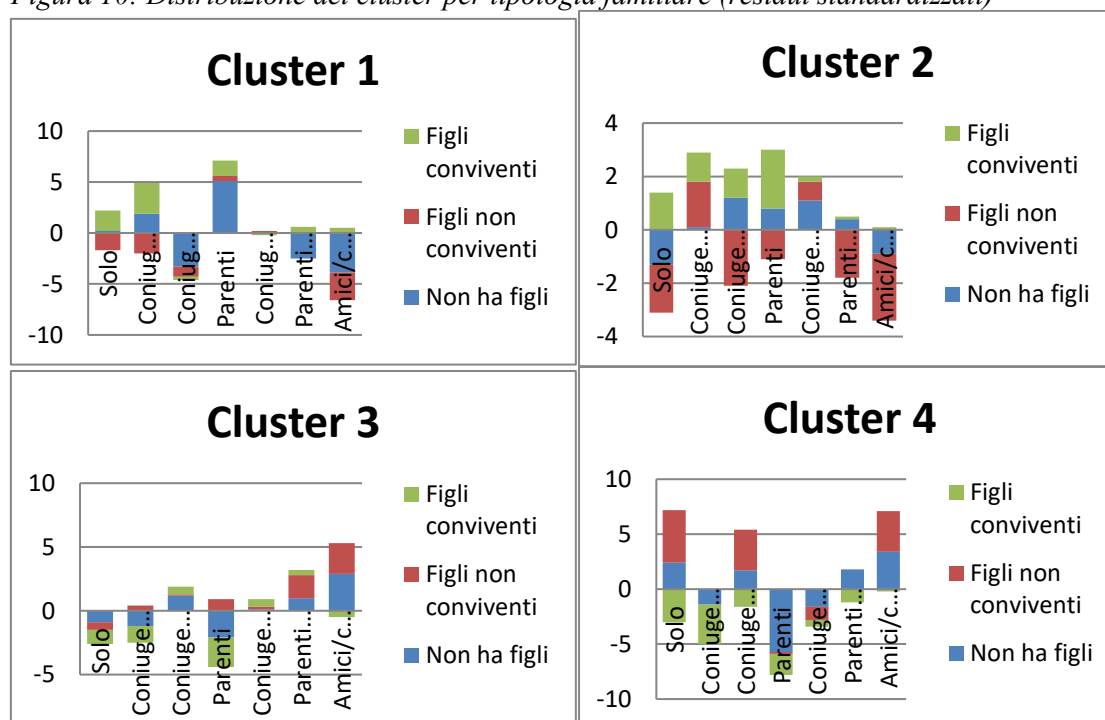 Figura 10: Distribuzione dei cluster per tipologia familiare (residui standardizzati)
Cluster 1
10
5
0
-5
-10
Solo
Coniug…
Coniug…
Parenti
Coniug…
Parenti…
Amici/c…
Figli
conviventi
Figli non
conviventi
Non ha figli
Cluster 2
4
2
0
-2
-4
Solo
Coniuge…
Coniuge…
Parenti
Coniuge…
Parenti…
Amici/c…
Figli
conviventi
Figli non
conviventi
Non ha figli
Cluster 3
10
5
0
-5
Solo
Coniuge…
Coniuge…
Parenti
Coniuge…
Parenti…
Amici/c…
Figli
conviventi
Figli non
conviventi
Non ha figli
Cluster 4
10
5
0
-5
-10
Solo
Coniuge…
Coniuge…
Parenti
Coniuge…
Parenti…
Amici/c…
Figli
conviventi
Figli non
conviventi
Non ha figli